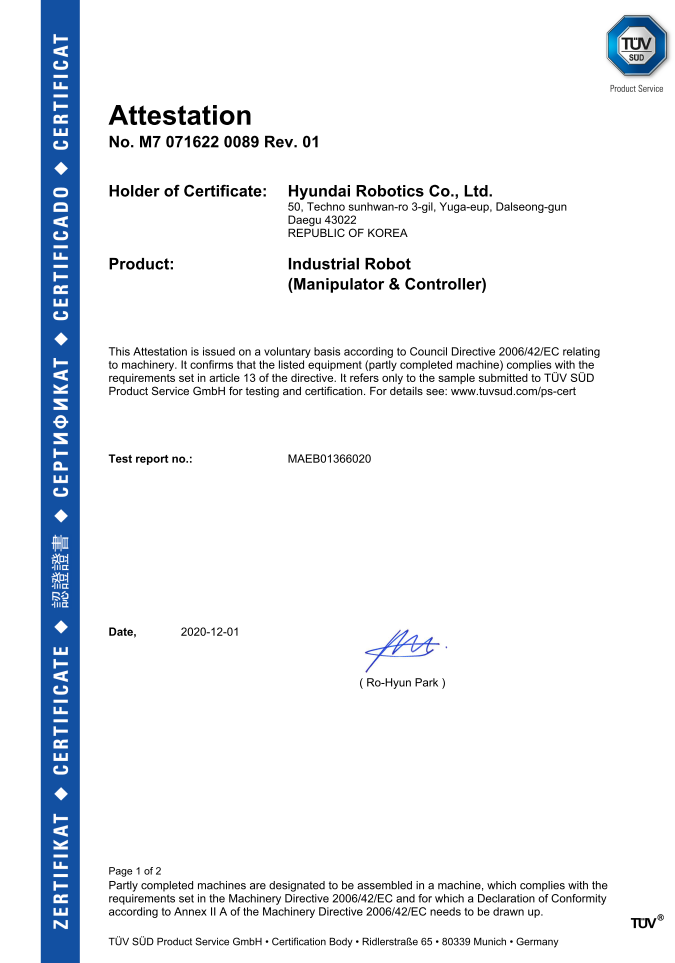 TÜV
SÜD
Product Service
Attestation
No. M7 071622 0089 Rev. 01
Holder of Certificate: Hyundai Robotics Co., Ltd.
50, Techno sunhwan-ro 3-gil, Yuga-eup, Dalseong-gun
Daegu 43022
REPUBLIC OF KOREA
Product: Industrial Robot
(Manipulator & Controller)
This Attestation is issued on a voluntary basis according to Council Directive 2006/42/EC relating
to machinery. It confirms that the listed equipment (partly completed machine) complies with the
requirements set in article 13 of the directive. It refers only to the sample submitted to TÜV SÜD
Product Service GmbH for testing and certification. For details see: www.tuvsud.com/ps-cert
Test report no.: MAEB01366020
Date, 2020-12-01
( Ro-Hyun Park )
Page 1 of 2
Partly completed machines are designated to be assembled in a machine, which complies with the
requirements set in the Machinery Directive 2006/42/EC and for which a Declaration of Conformity
according to Annex II A of the Machinery Directive 2006/42/EC needs to be drawn up.
TÜV®
TÜV SÜD Product Service GmbH • Certification Body • Ridlerstraße 65 • 80339 Munich • Germany
ZERTIFIKAT ◆ CERTIFICATE ◆ 認證證書 ◆ СЕРТИФИКАТ ◆ CERTIFICADO ◆ CERTIFICAT